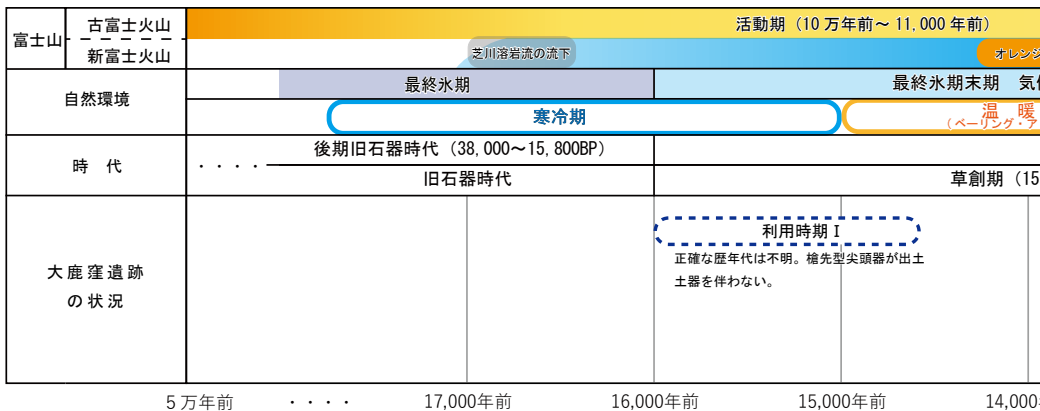 富士山
古富士火山
活動期（10万年前～11,000年前）
新富士火山
芝川溶岩流の流下
オレンジ
自然環境
最終氷期
最終氷期末期　気
寒冷期
温　暖
（ベーリング・ア
時　代
・・・・
後期旧石器時代（38,000～15,800BP）
旧石器時代
草創期（15
大鹿窪遺跡
の状況
利用時期Ⅰ
正確な歴年代は不明。槍先型尖頭器が出土
土器を伴わない。
5万年前　・・・・　17,000年前　16,000年前　15,000年前　14,000